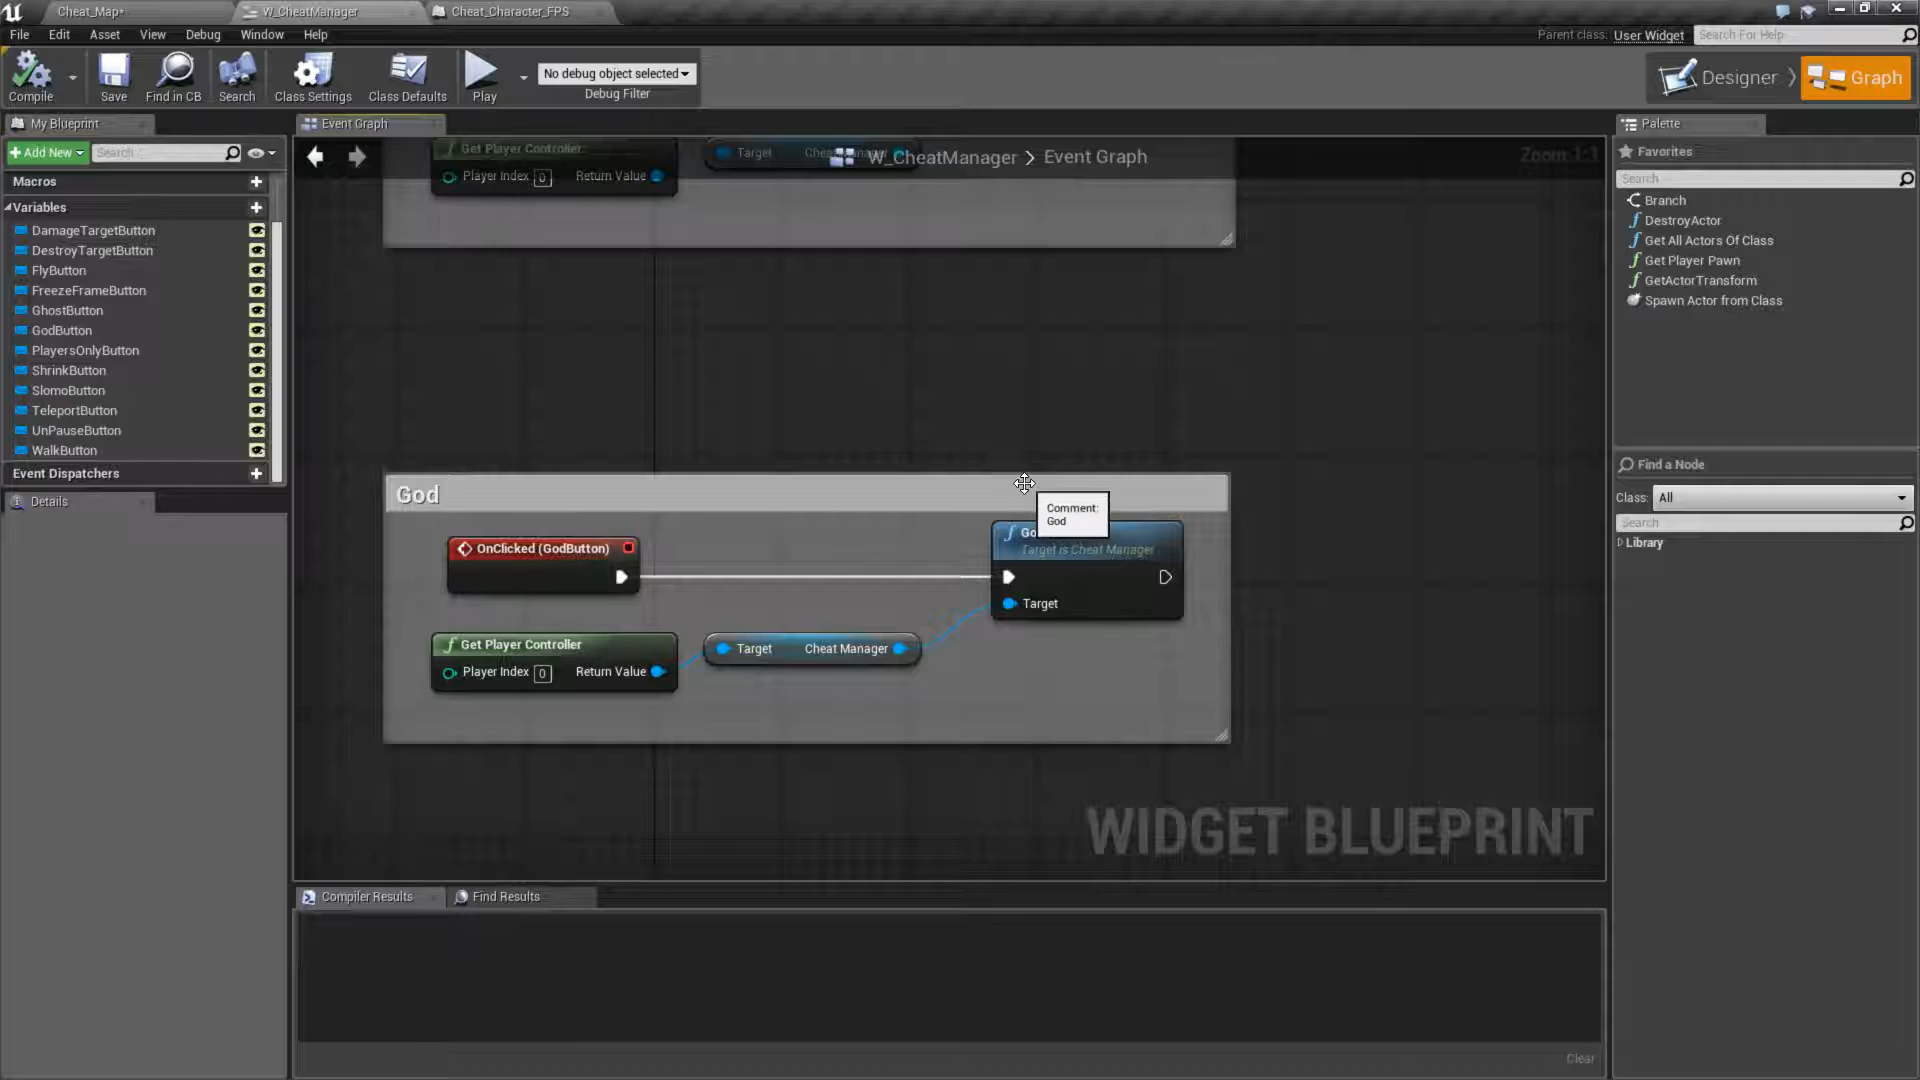 Cheat_Map•
W_CheatManager
Cheat_Character_FPS
File Edit Asset View Debug Window Help
Parent class: User Widget
Search For Help
Compile
Save
Find in CB
Search
Class Settings
Class Defaults
Play
No debug object selected
Debug Filter
Designer
Graph
My Blueprint
Add New
Search
Macros
Variables
DamageTargetButton
DestroyTargetButton
FlyButton
FreezeFrameButton
GhostButton
GodButton
PlayersOnlyButton
ShrinkButton
SlomoButton
TeleportButton
UnPauseButton
WalkButton
Event Dispatchers
Details
Event Graph
W_CheatManager > Event Graph
Zoom 1:1
Get Player Controller
Player Index 0 Return Value
Target
God
Comment:
God
OnClicked (GodButton)
Target is Cheat Manager
Target
Get Player Controller
Player Index 0 Return Value
Target Cheat Manager
WIDGET BLUEPRINT
Compiler Results
Find Results
Clear
Palette
Favorites
Search
Branch
DestroyActor
Get All Actors Of Class
Get Player Pawn
GetActorTransform
Spawn Actor from Class
Find a Node
Class: All
Search
Library